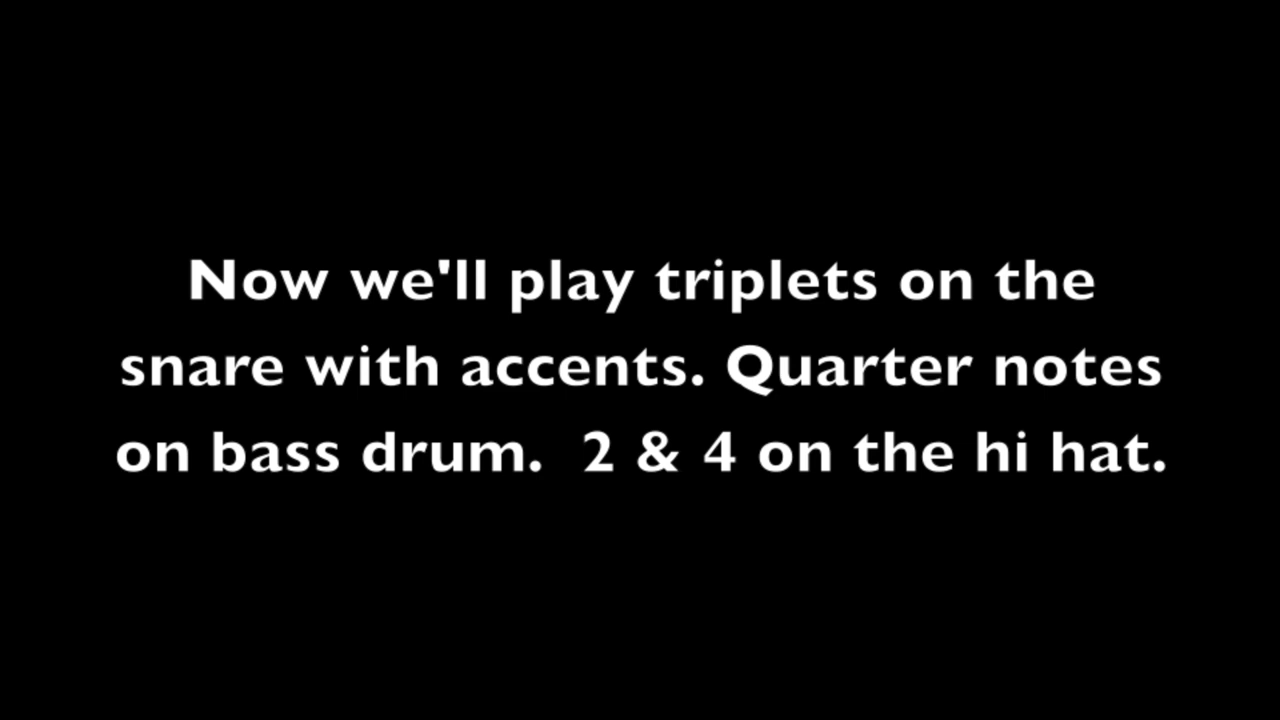 Now we'll play triplets on the
snare with accents. Quarter notes
on bass drum.  2 & 4 on the hi hat.